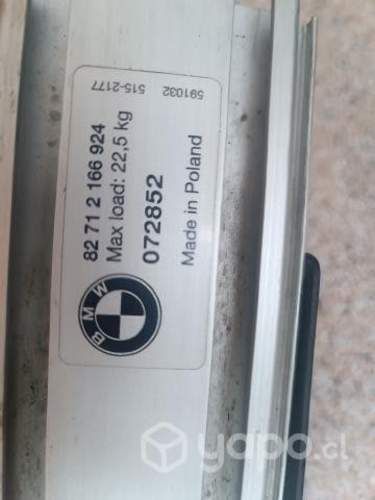 BMW
82 71 2 166 924
Max load: 22,5 kg
072852
Made in Poland
515-2177
591032
yapo.cl